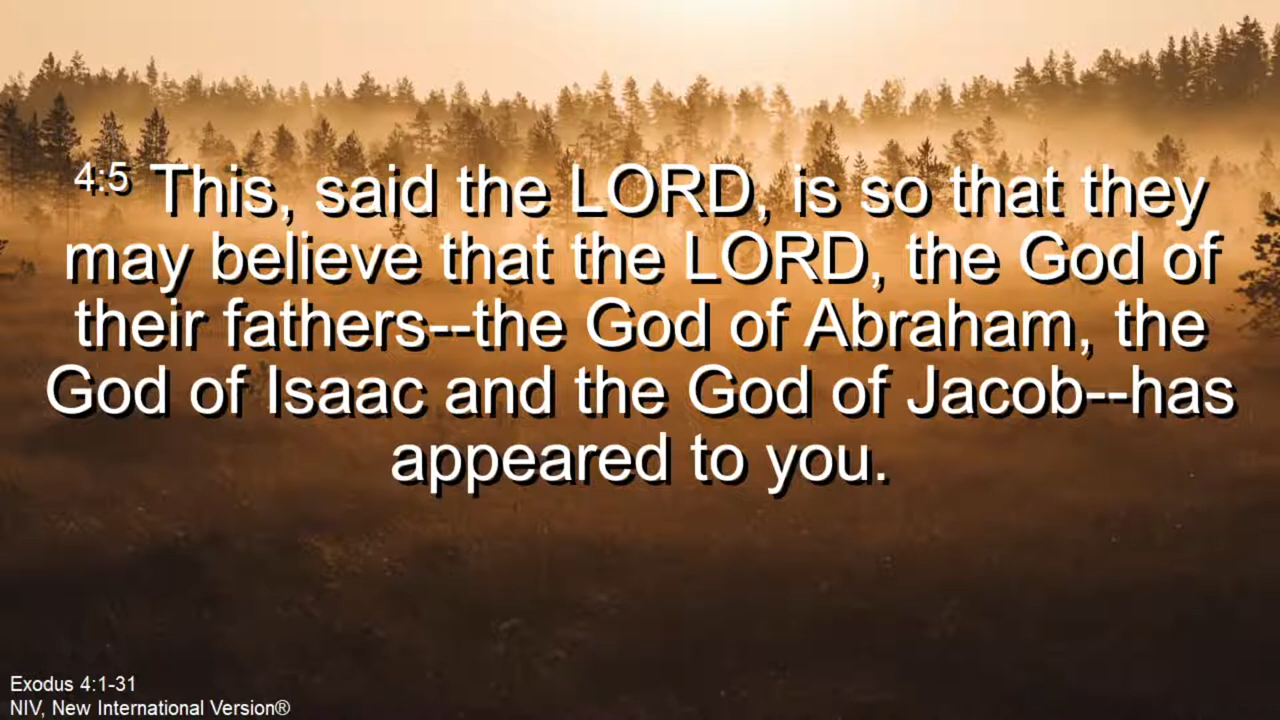 4:5 This, said the LORD, is so that they
may believe that the LORD, the God of
their fathers--the God of Abraham, the
God of Isaac and the God of Jacob--has
appeared to you.
Exodus 4:1-31
NIV, New International Version®